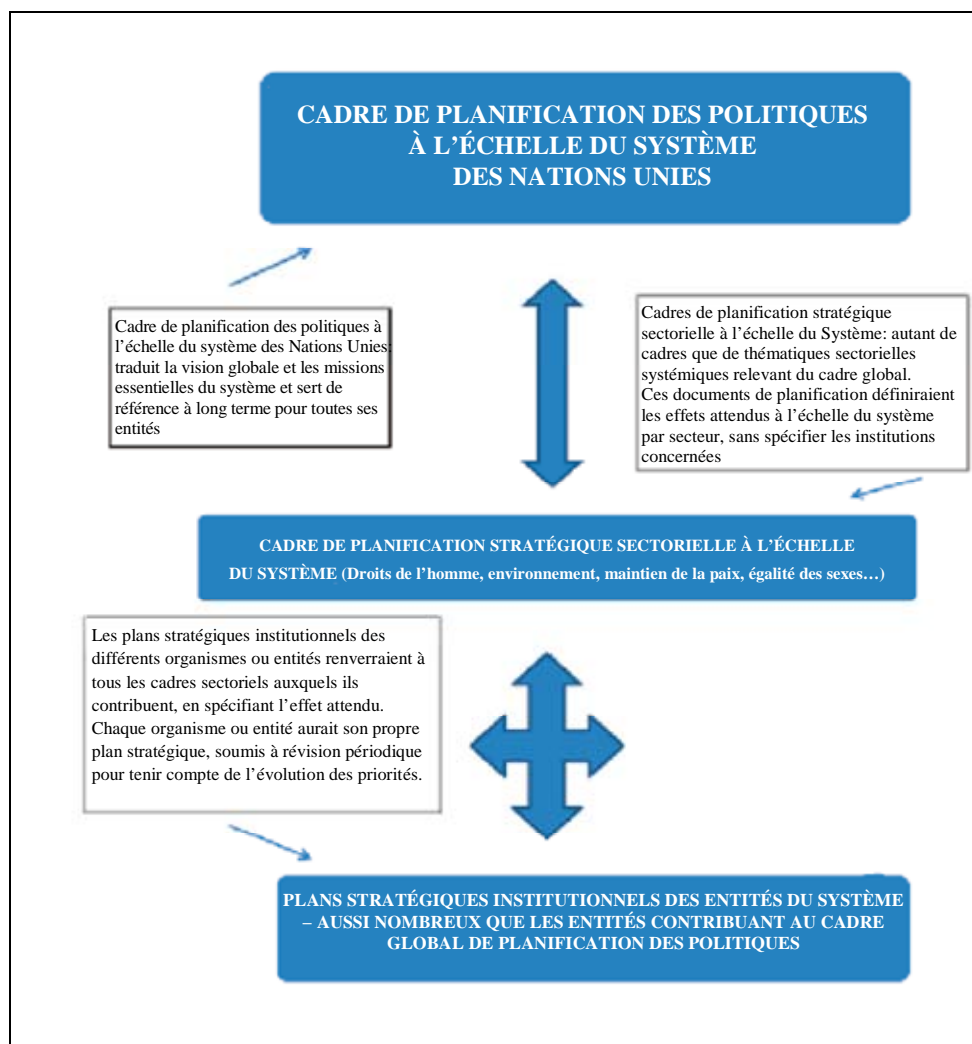 CADRE DE PLANIFICATION DES POLITIQUES
À L’ÉCHELLE DU SYSTÈME
DES NATIONS UNIES
Cadre de planification des politiques à
l’échelle du système des Nations Unies:
traduit la vision globale et les missions
essentielles du système et sert de
référence à long terme pour toutes ses
entités
Cadres de planification stratégique
sectorielle à l’échelle du Système: autant de
cadres que de thématiques sectorielles
systémiques relevant du cadre global.
Ces documents de planification définiraient
les effets attendus à l’échelle du système
par secteur, sans spécifier les institutions
concernées
CADRE DE PLANIFICATION STRATÉGIQUE SECTORIELLE À L’ÉCHELLE
DU SYSTÈME (Droits de l’homme, environnement, maintien de la paix, égalité des sexes…)
Les plans stratégiques institutionnels des
différents organismes ou entités renverraient à
tous les cadres sectoriels auxquels ils
contribuent, en spécifiant l’effet attendu.
Chaque organisme ou entité aurait son propre
plan stratégique, soumis à révision périodique
pour tenir compte de l’évolution des priorités.
PLANS STRATÉGIQUES INSTITUTIONNELS DES ENTITÉS DU SYSTÈME
– AUSSI NOMBREUX QUE LES ENTITÉS CONTRIBUANT AU CADRE
GLOBAL DE PLANIFICATION DES POLITIQUES